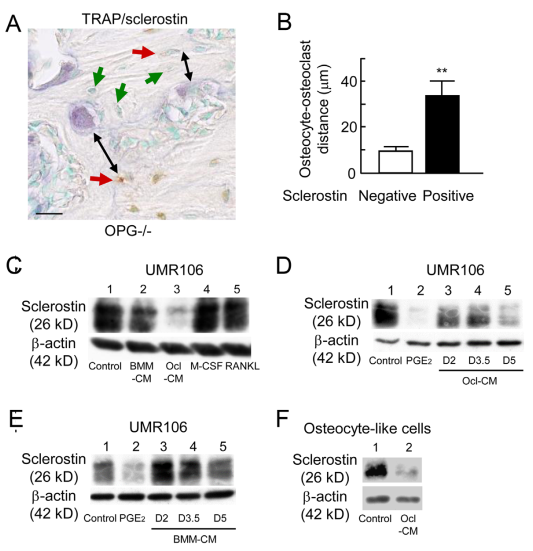 A
TRAP/sclerostin
OPG-/-
B
Osteocyte-osteoclast
distance (μm)
**
40
20
0
Sclerostin Negative Positive
C
UMR106
1 2 3 4 5
Sclerostin
(26 kD)
β-actin
(42 kD)
Control BMM-CM Ocl-CM M-CSF RANKL
D
UMR106
1 2 3 4 5
Sclerostin
(26 kD)
β-actin
(42 kD)
Control PGE2 D2 D3.5 D5
Ocl-CM
E
UMR106
1 2 3 4 5
Sclerostin
(26 kD)
β-actin
(42 kD)
Control PGE2 D2 D3.5 D5
BMM-CM
F
Osteocyte-like cells
1 2
Sclerostin
(26 kD)
β-actin
(42 kD)
Control Ocl-CM